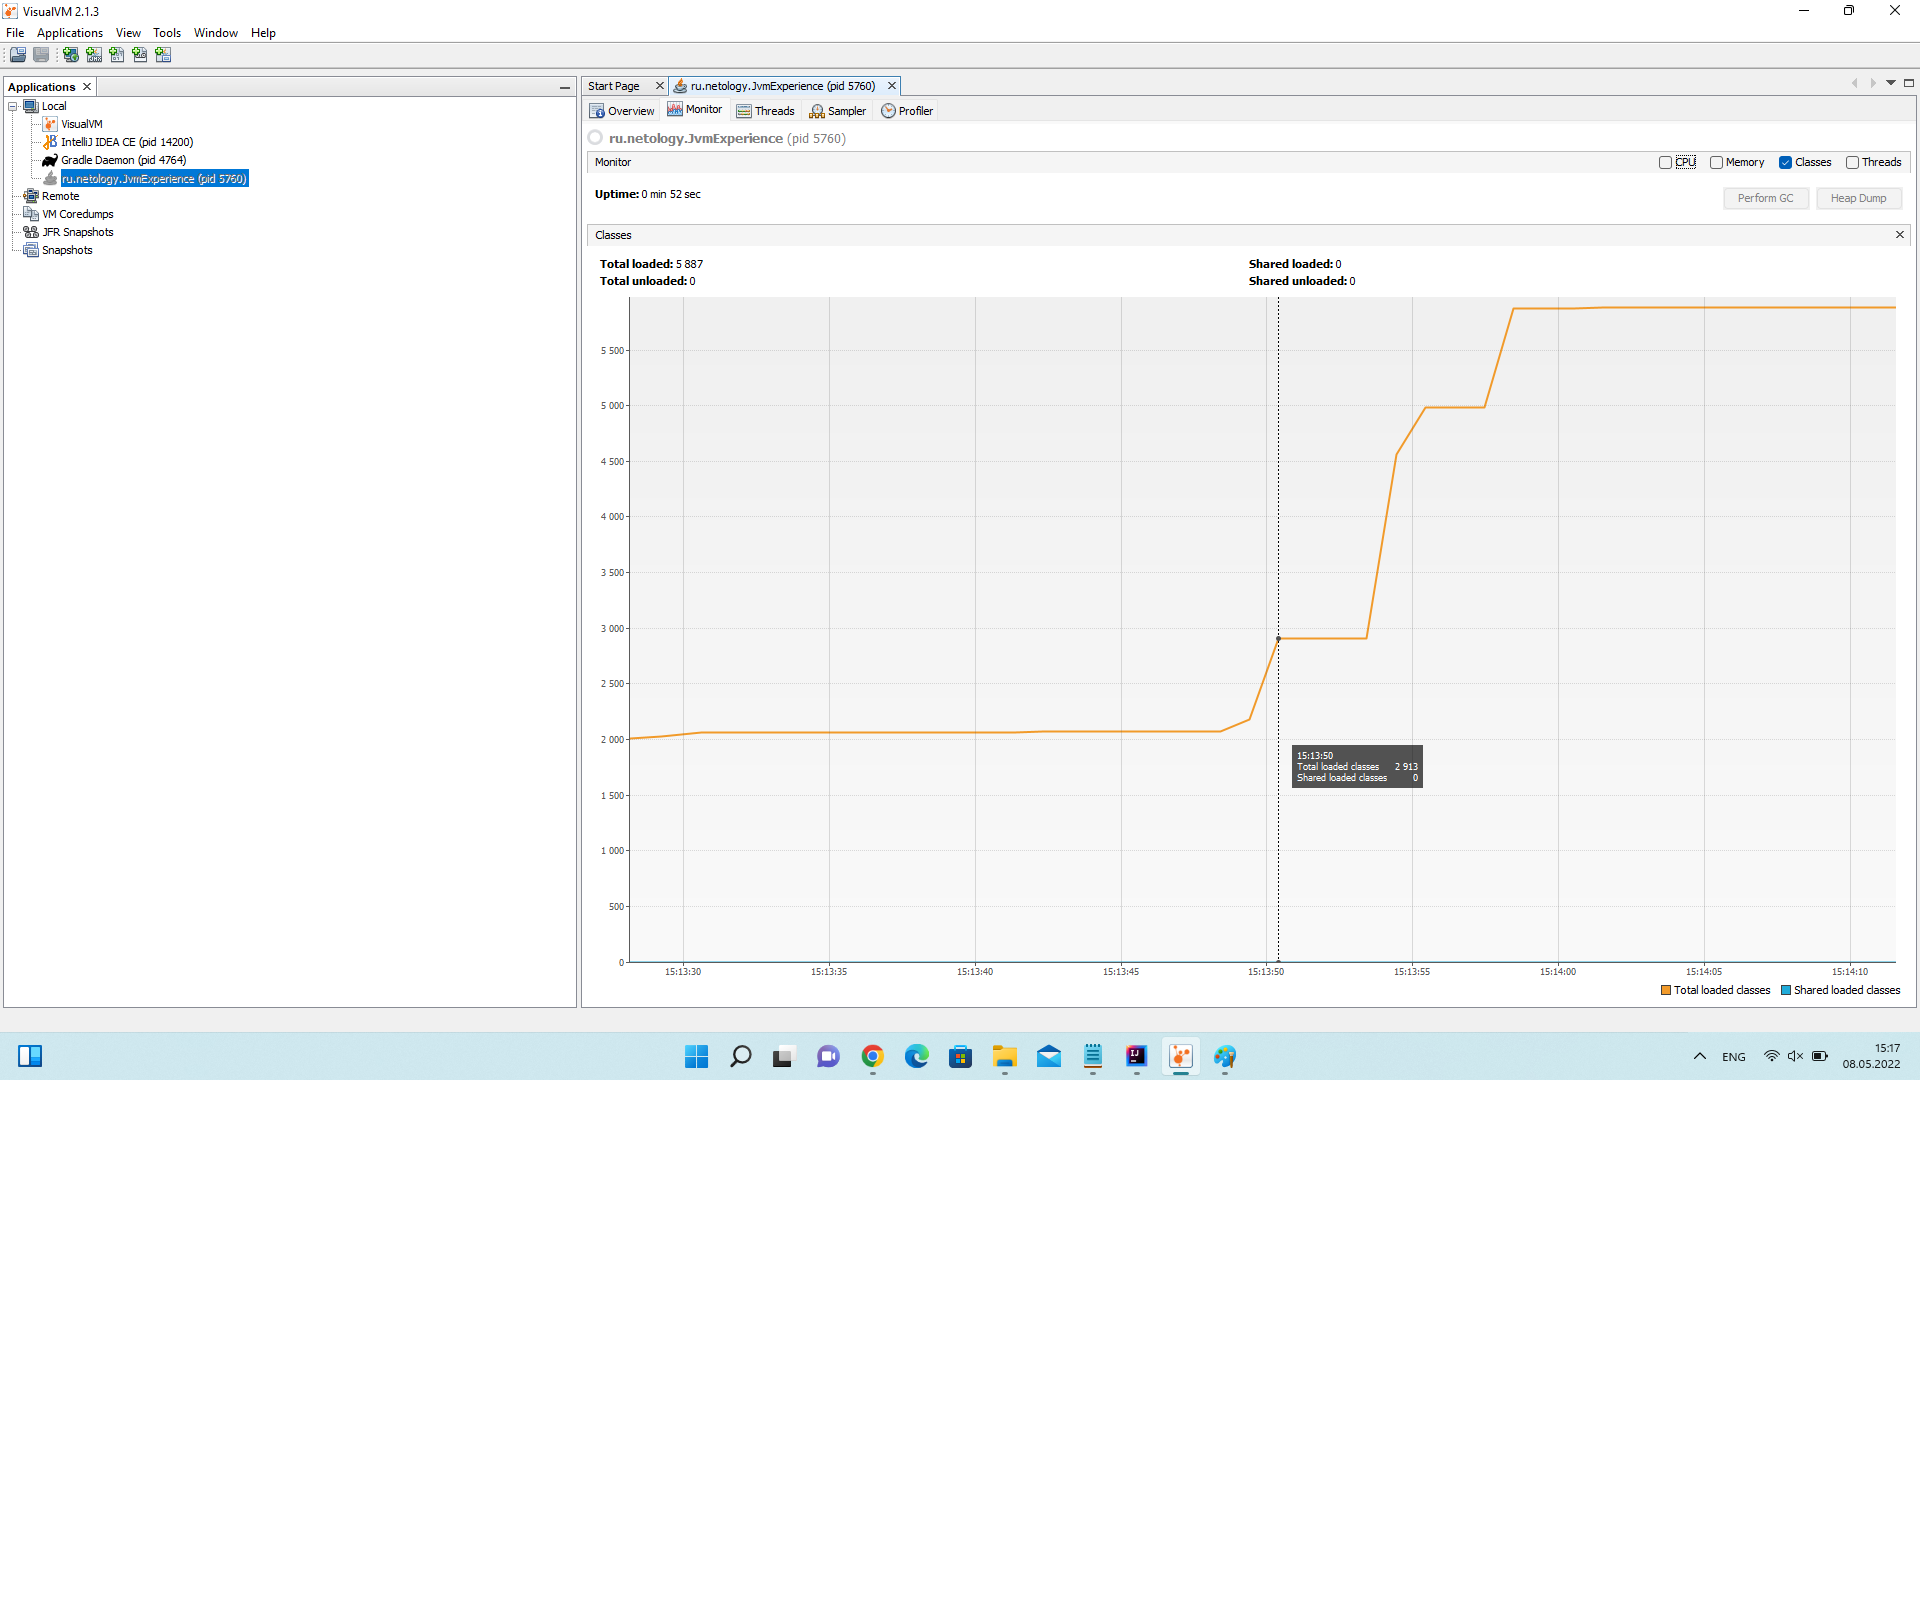 VisualVM 2.1.3
File Applications View Tools Window Help
Applications
Local
VisualVM
IntelliJ IDEA CE (pid 14200)
Gradle Daemon (pid 4764)
ru.netology.JvmExperience (pid 5760)
Remote
VM Coredumps
JFR Snapshots
Snapshots
Start Page ru.netology.JvmExperience (pid 5760)
Overview Monitor Threads Sampler Profiler
ru.netology.JvmExperience (pid 5760)
Monitor CPU Memory Classes Threads
Uptime: 0 min 52 sec
Perform GC Heap Dump
Classes
Total loaded: 5 887 Shared loaded: 0
Total unloaded: 0 Shared unloaded: 0
5 500
5 000
4 500
4 000
3 500
3 000
2 500
2 000
1 500
1 000
500
0
15:13:50
Total loaded classes 2 913
Shared loaded classes 0
15:13:30 15:13:35 15:13:40 15:13:45 15:13:50 15:13:55 15:14:00 15:14:05 15:14:10
Total loaded classes Shared loaded classes
ENG
15:17
08.05.2022